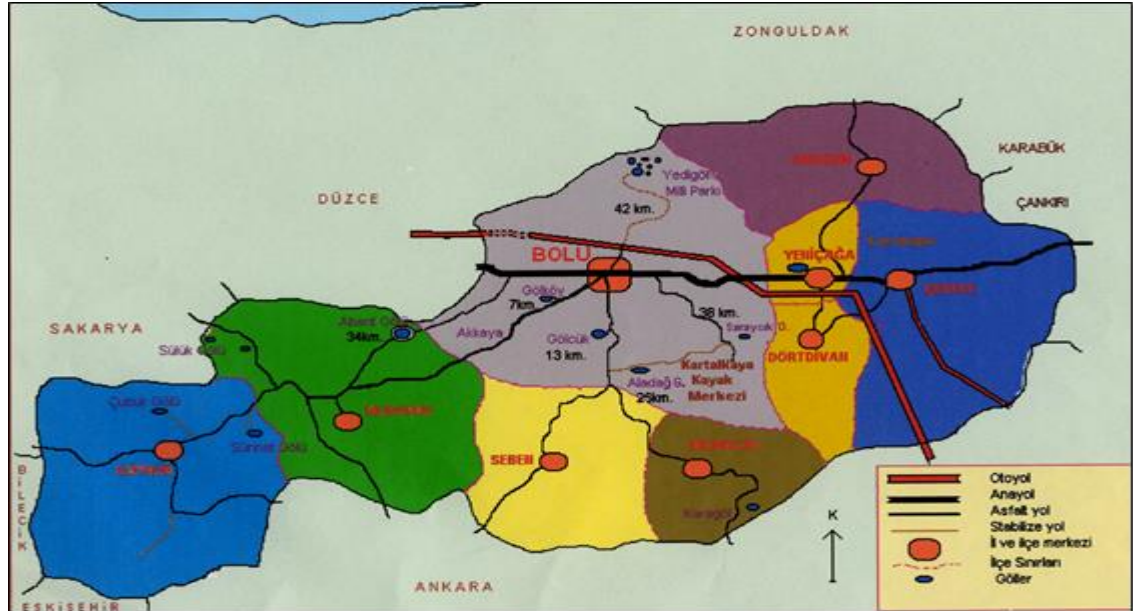 ZONGULDAK
KARABÜK
DÜZCE
ÇANKIRI
Yedigöl
Milli Parkı
42 km.
BOLU
YENİÇAĞA
Gölköy
7km.
SAKARYA
Abant Gölü
34km.
Akkaya
Gölcük
13 km.
38 km.
DÖRTDİVAN
Sülük Gölü
Kartalkaya
Kayak
Merkezi
Aladağ G.
25km.
Çubuk Gölü
Sünnet Gölü
SEBEN
Karagöl
BİLECİK
K
ANKARA
ESKİSEHİR
Otoyol
Anayol
Asfalt yol
Stabilize yol
İl ve ilçe merkezi
İlçe Sınırları
Göller